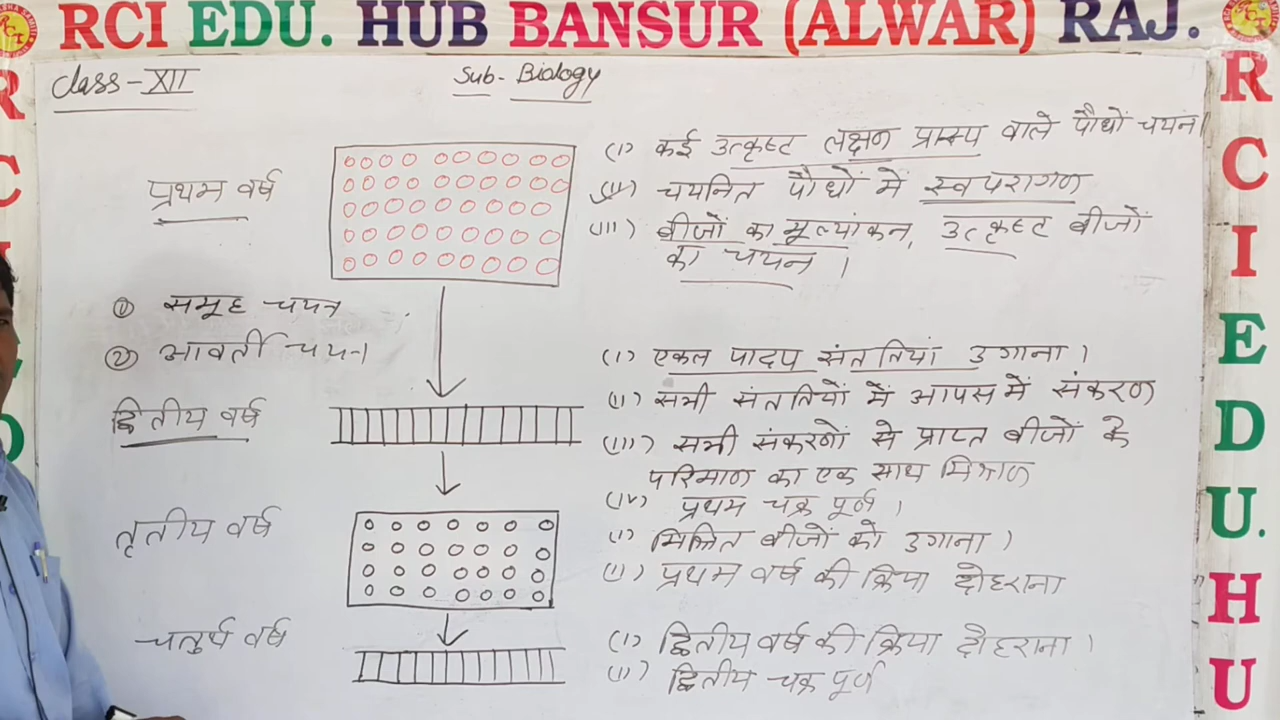 RCI EDU. HUB BANSUR (ALWAR) RAJ.
Class-XII
Sub- Biology
प्रथम वर्ष
(i) कई उत्कृष्ट लक्षण प्रारूप वाले पौधों चयन।
(ii) चयनित पौधों में स्वपरागण
(iii) बीजों का मूल्यांकन, उत्कृष्ट बीजों
का चयन।
① समूह चयन
② आवर्ती चयन
द्वितीय वर्ष
(i) एकल पादप संततियां उगाना।
(ii) सभी संततियों में आपस में संकरण
(iii) सभी संकरणों से प्राप्त बीजों के
परिमाण का एक साथ मिश्रण
(iv) प्रथम चक्र पूर्ण।
तृतीय वर्ष
(i) मिश्रित बीजों को उगाना।
(ii) प्रथम वर्ष की क्रिया दोहराना
चतुर्थ वर्ष
(i) द्वितीय वर्ष की क्रिया दोहराना।
(ii) द्वितीय चक्र पूर्ण
R
C
I
E
D
U.
H
U